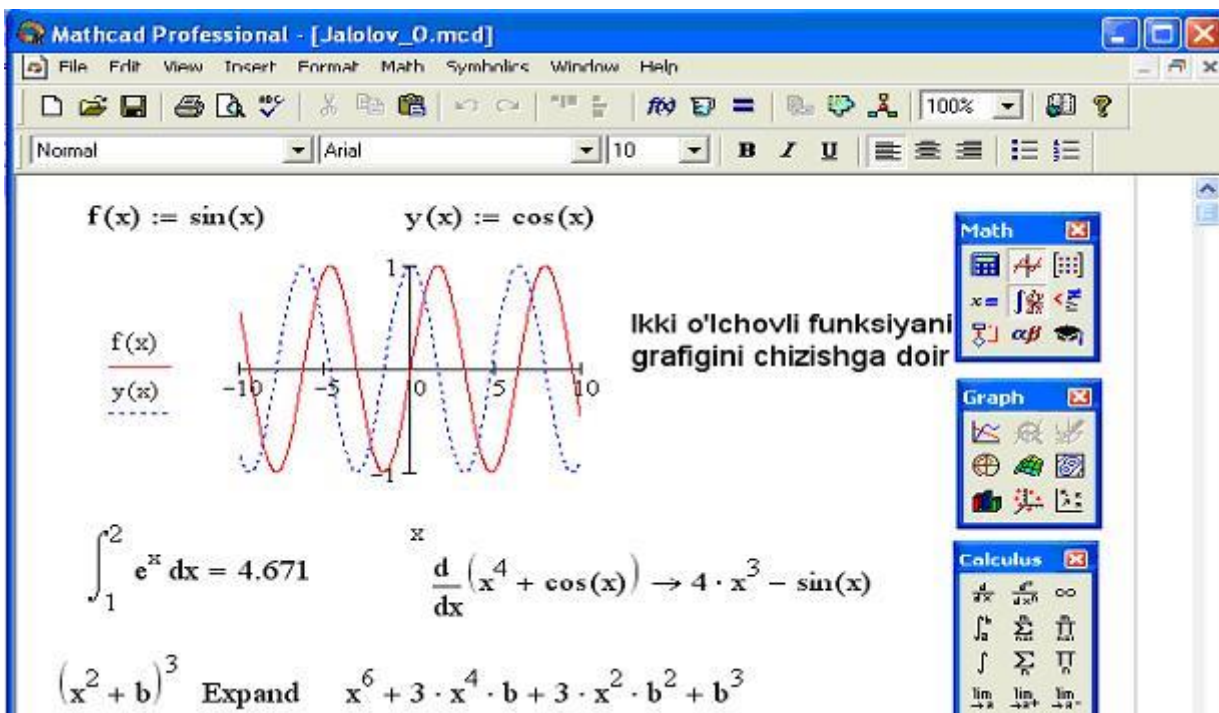 Mathcad Professional - [Jalolov_O.mcd]
File Edit View Insert Format Math Symbolics Window Help
100%
Normal Arial 10 B I U
f(x) := sin(x) y(x) := cos(x)
Math
Ikki o'lchovli funksiyani
grafigini chizishga doir
f(x)
y(x)
1
−10 −5 0 5 10
−1
x
Graph
∫₁² eˣ dx = 4.671
d/dx (x⁴ + cos(x)) → 4 · x³ − sin(x)
Calculus
(x² + b)³ Expand x⁶ + 3 · x⁴ · b + 3 · x² · b² + b³